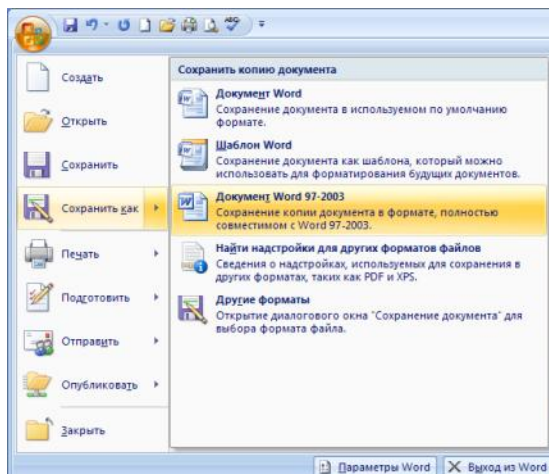 Создать
Открыть
Сохранить
Сохранить как
Печать
Подготовить
Отправить
Опубликовать
Закрыть
Сохранить копию документа
Документ Word
Сохранение документа в используемом по умолчанию
формате.
Шаблон Word
Сохранение документа как шаблона, который можно
использовать для форматирования будущих документов.
Документ Word 97-2003
Сохранение копии документа в формате, полностью
совместимом с Word 97-2003.
Найти надстройки для других форматов файлов
Сведения о надстройках, используемых для сохранения в
других форматах, таких как PDF и XPS.
Другие форматы
Открытие диалогового окна "Сохранение документа" для
выбора формата файла.
Параметры Word
Выход из Word